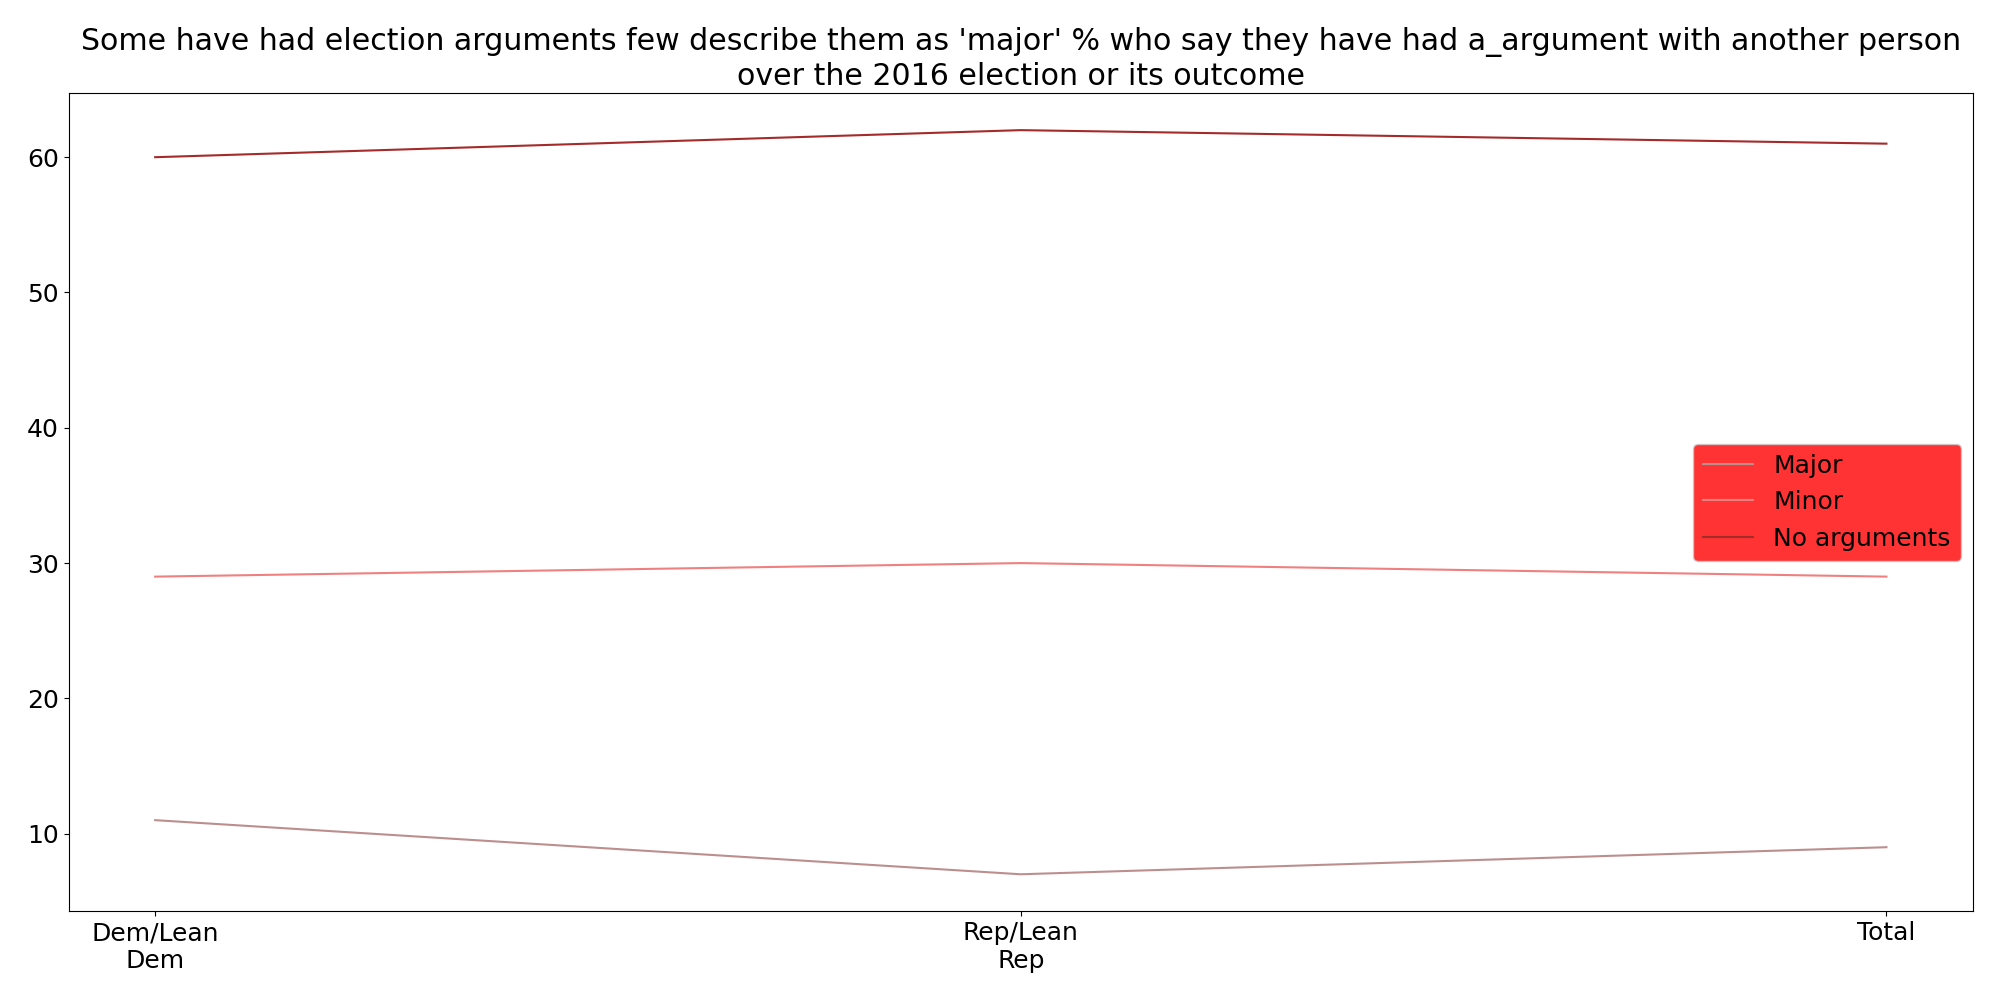 Some have had election arguments few describe them as 'major' % who say they have had a_argument with another person
over the 2016 election or its outcome
60
50
40
30
20
10
Major
Minor
No arguments
Dem/Lean
Dem
Rep/Lean
Rep
Total